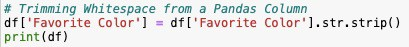 # Trimming Whitespace from a Pandas Column
df['Favorite Color'] = df['Favorite Color'].str.strip()
print(df)